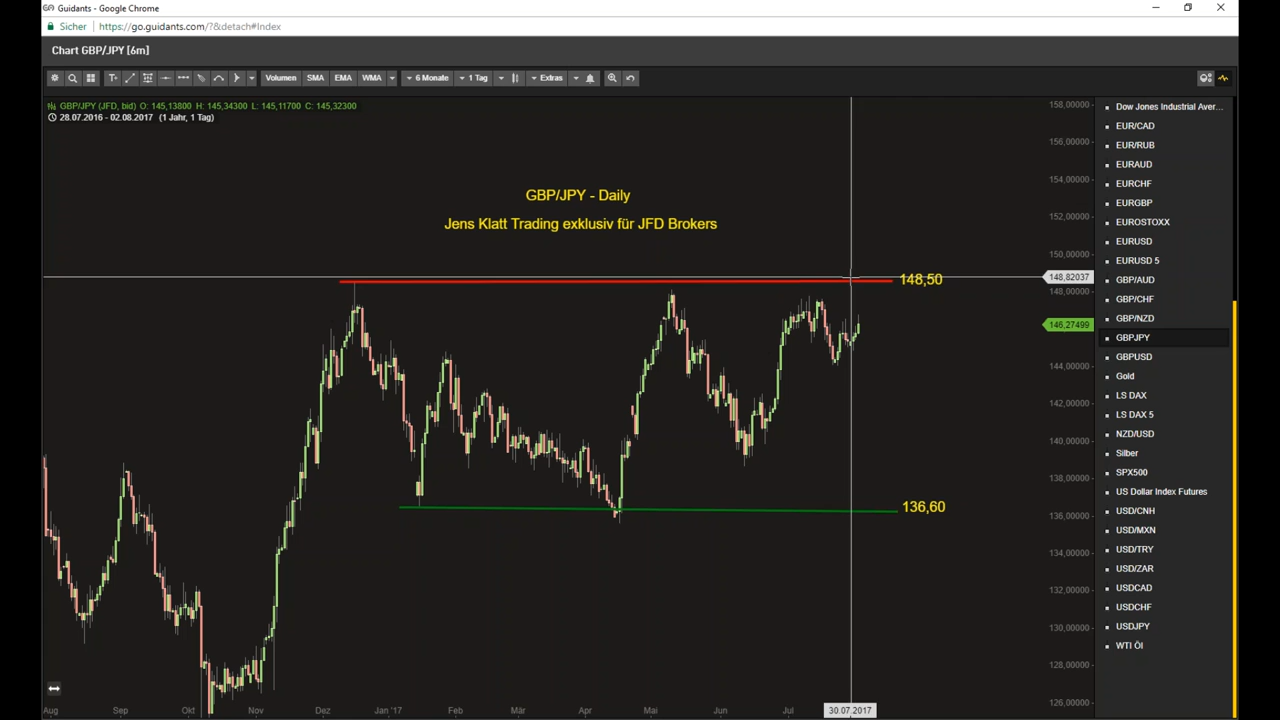 Guidants - Google Chrome
Sicher https://go.guidants.com/?&detach#Index
Chart GBP/JPY [6m]
Volumen SMA EMA WMA 6 Monate 1 Tag Extras
GBP/JPY (JFD, bid) O: 145,13800 H: 145,34300 L: 145,11700 C: 145,32300
28.07.2016 - 02.08.2017 (1 Jahr, 1 Tag)
GBP/JPY - Daily
Jens Klatt Trading exklusiv für JFD Brokers
148,50
136,60
158,00000
156,00000
154,00000
152,00000
150,00000
148,82037
148,00000
146,27499
144,00000
142,00000
140,00000
138,00000
136,00000
134,00000
132,00000
130,00000
128,00000
126,00000
Aug Sep Okt Nov Dez Jan '17 Feb Mär Apr Mai Jun Jul 30.07.2017
Dow Jones Industrial Aver...
EUR/CAD
EUR/RUB
EURAUD
EURCHF
EURGBP
EUROSTOXX
EURUSD
EURUSD 5
GBP/AUD
GBP/CHF
GBP/NZD
GBPJPY
GBPUSD
Gold
LS DAX
LS DAX 5
NZD/USD
Silber
SPX500
US Dollar Index Futures
USD/CNH
USD/MXN
USD/TRY
USD/ZAR
USDCAD
USDCHF
USDJPY
WTI Öl